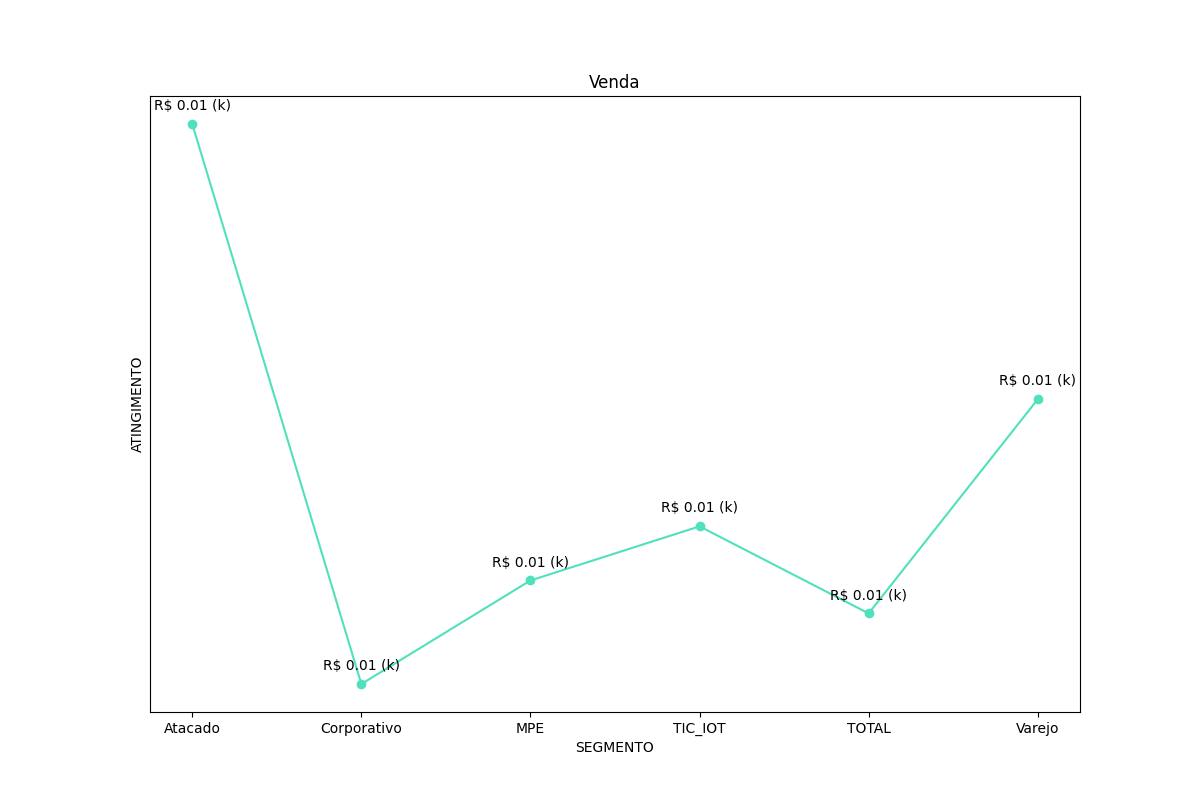 Venda
R$ 0.01 (k)
R$ 0.01 (k)
R$ 0.01 (k)
R$ 0.01 (k)
R$ 0.01 (k)
R$ 0.01 (k)
ATINGIMENTO
Atacado Corporativo MPE TIC_IOT TOTAL Varejo
SEGMENTO